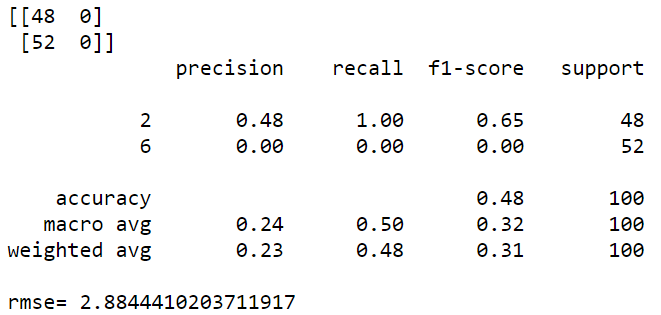 [[48 0]
[52 0]]
precision recall f1-score support
2 0.48 1.00 0.65 48
6 0.00 0.00 0.00 52
accuracy 0.48 100
macro avg 0.24 0.50 0.32 100
weighted avg 0.23 0.48 0.31 100
rmse= 2.8844410203711917